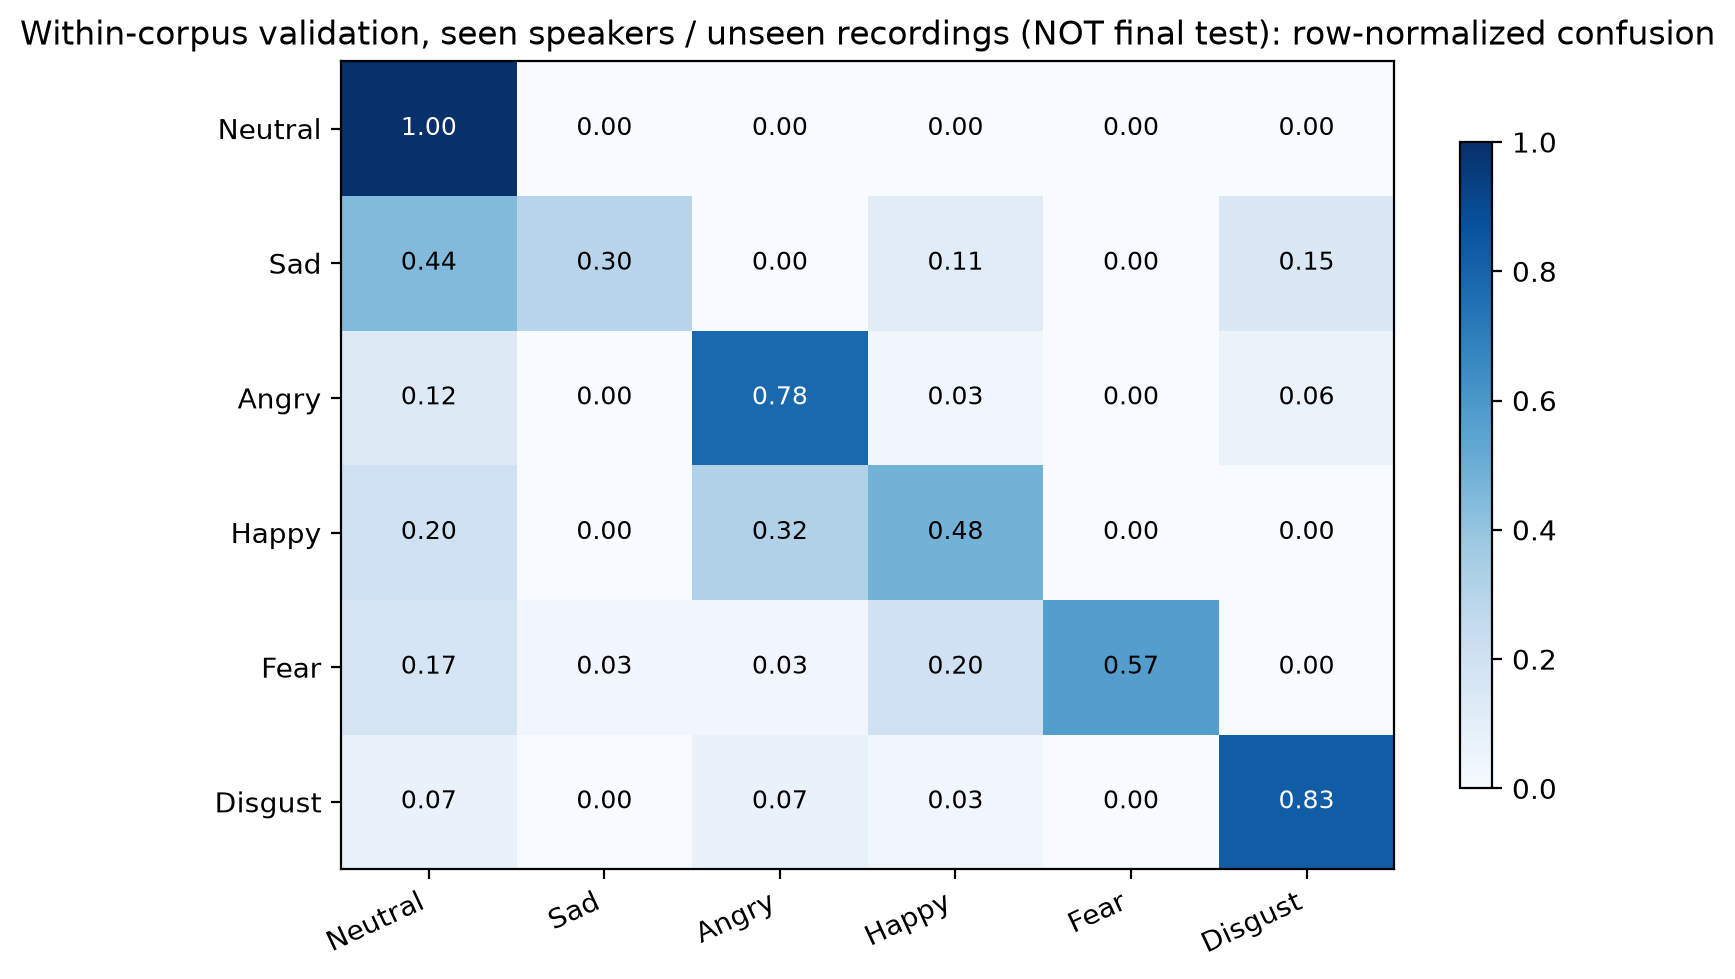 Within-corpus validation, seen speakers / unseen recordings (NOT final test): row-normalized confusion
Neutral 1.00 0.00 0.00 0.00 0.00 0.00
Sad 0.44 0.30 0.00 0.11 0.00 0.15
Angry 0.12 0.00 0.78 0.03 0.00 0.06
Happy 0.20 0.00 0.32 0.48 0.00 0.00
Fear 0.17 0.03 0.03 0.20 0.57 0.00
Disgust 0.07 0.00 0.07 0.03 0.00 0.83
Neutral Sad Angry Happy Fear Disgust
1.0
0.8
0.6
0.4
0.2
0.0